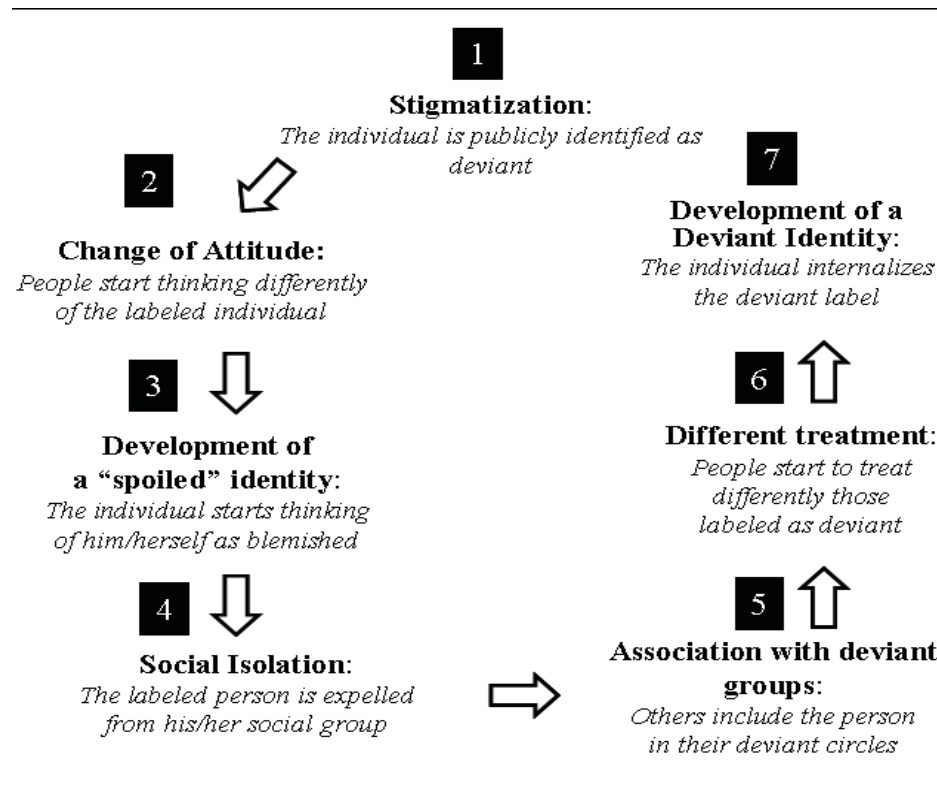 1
Stigmatization:
The individual is publicly identified as
deviant
2
Change of Attitude:
People start thinking differently
of the labeled individual
3
Development of
a “spoiled” identity:
The individual starts thinking
of him/herself as blemished
4
Social Isolation:
The labeled person is expelled
from his/her social group
5
Association with deviant
groups:
Others include the person
in their deviant circles
6
Different treatment:
People start to treat
differently those
labeled as deviant
7
Development of a
Deviant Identity:
The individual internalizes
the deviant label